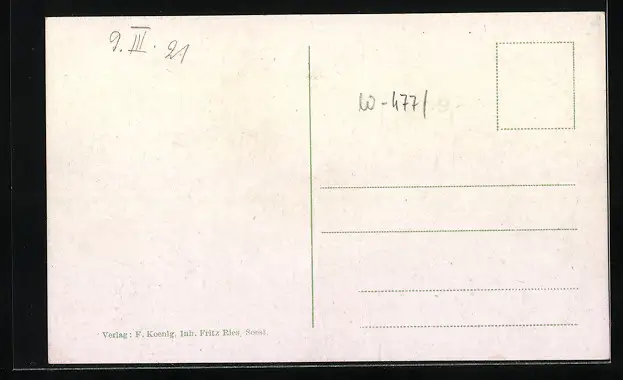 9. III. 21
W-477/
Verlag: F. Koenig, Inh. Fritz Ries, Soest.